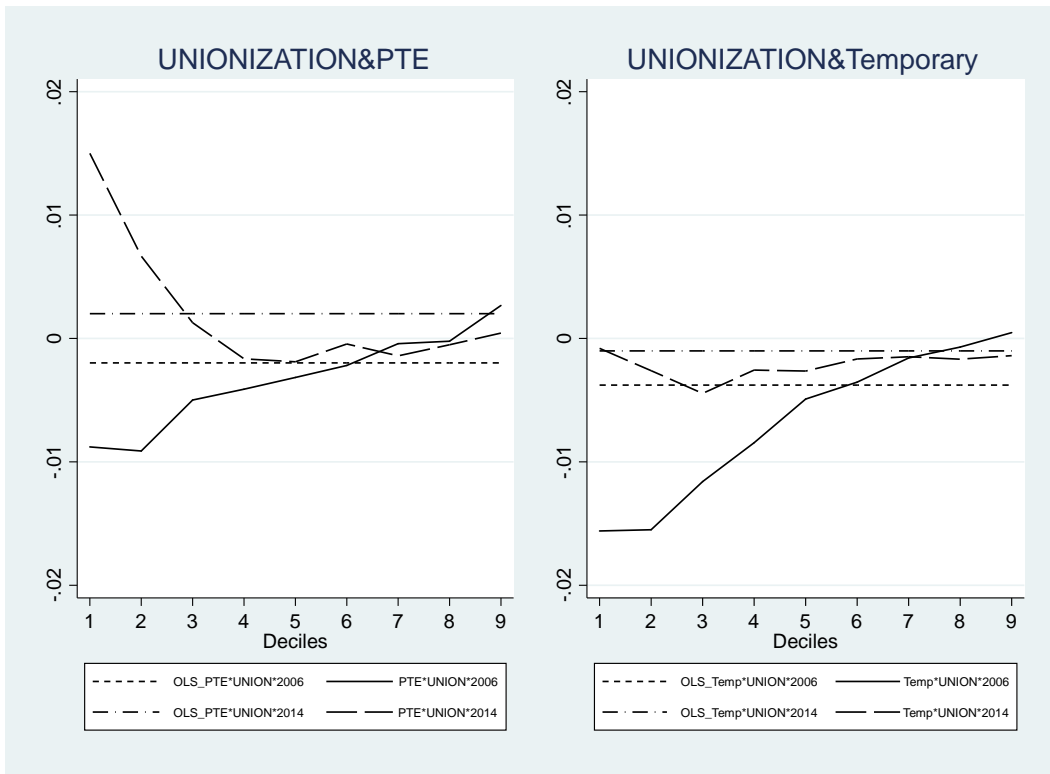 UNIONIZATION&PTE
.02
.01
0
-.01
-.02
1 2 3 4 5 6 7 8 9
Deciles
OLS_PTE*UNION*2006 PTE*UNION*2006
OLS_PTE*UNION*2014 PTE*UNION*2014
UNIONIZATION&Temporary
.02
.01
0
-.01
-.02
1 2 3 4 5 6 7 8 9
Deciles
OLS_Temp*UNION*2006 Temp*UNION*2006
OLS_Temp*UNION*2014 Temp*UNION*2014